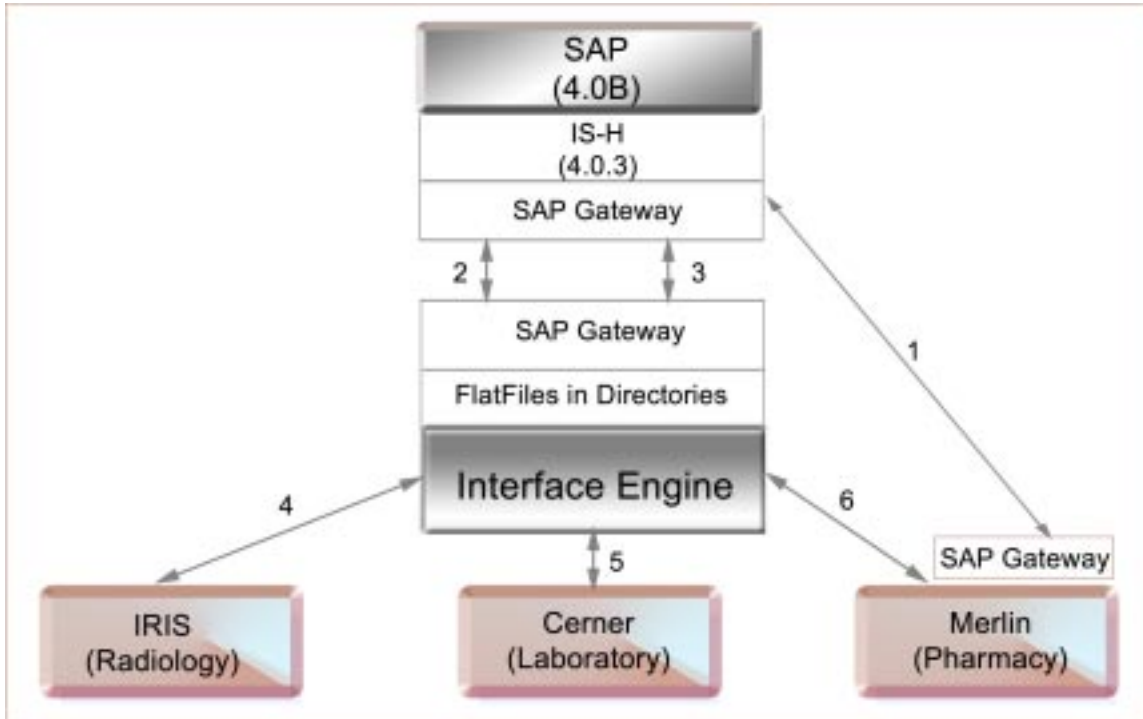 SAP
(4.0B)
IS-H
(4.0.3)
SAP Gateway
2
3
SAP Gateway
1
FlatFiles in Directories
Interface Engine
4
6
5
SAP Gateway
IRIS
(Radiology)
Cerner
(Laboratory)
Merlin
(Pharmacy)